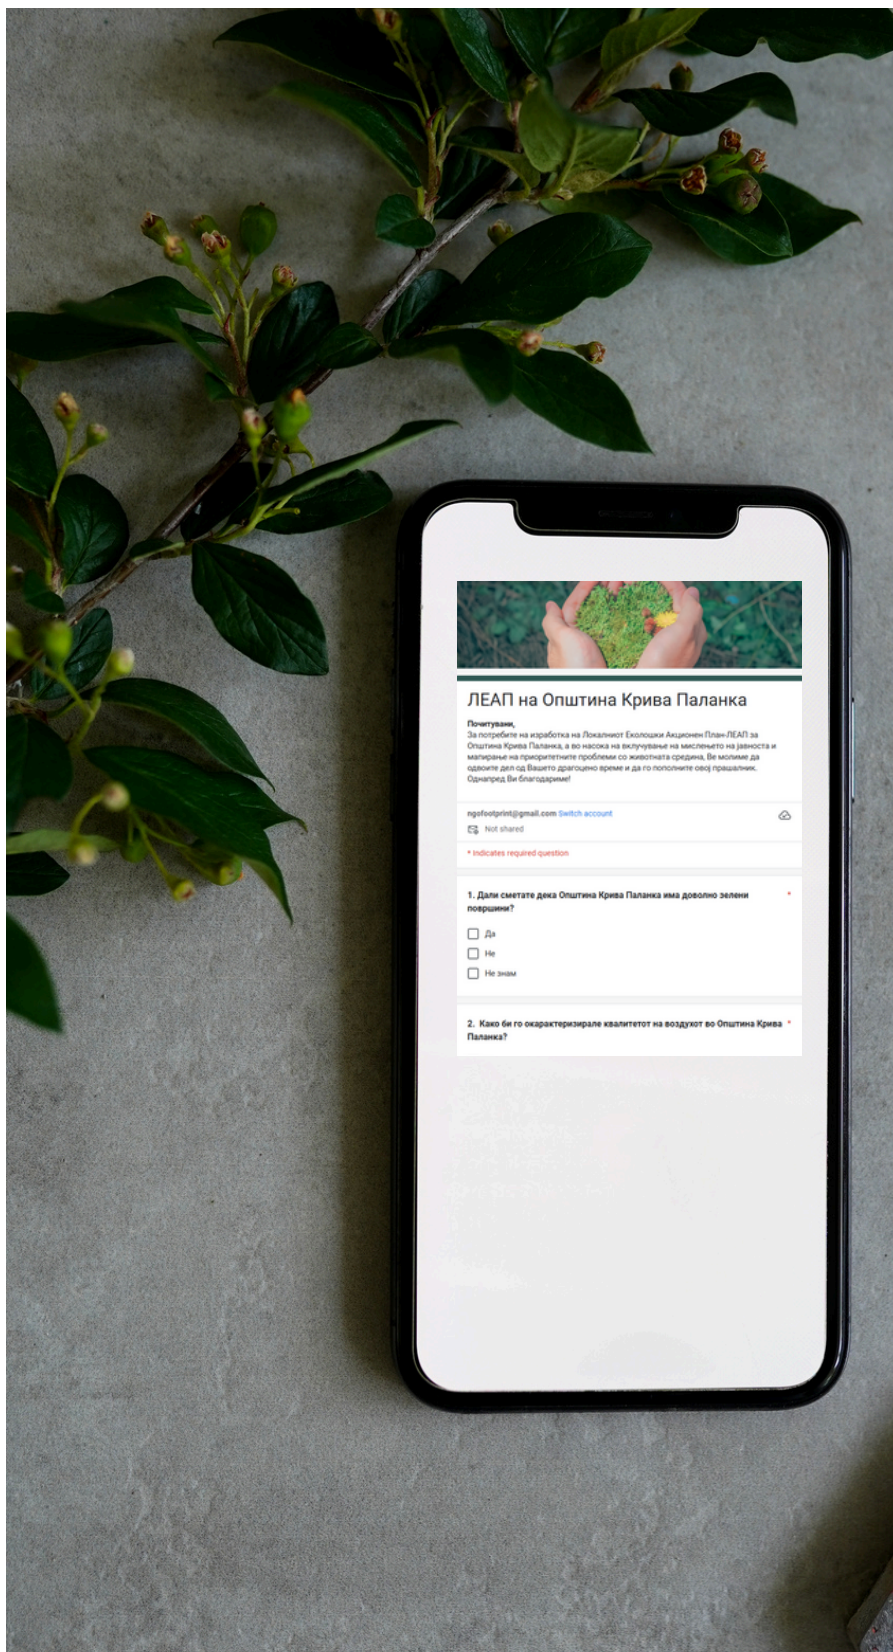 ЛЕАП на Општина Крива Паланка
Почитувани,
За потребите на изработка на Локалниот Еколошки Акционен План-ЛЕАП за
Општина Крива Паланка, а во насока на вклучување на мислењето на јавноста и
мапирање на приоритетните проблеми со животната средина, Ве молиме да
одвоите дел од Вашето драгоцено време и да го пополните овој прашалник.
Однапред Ви благодариме!
ngofootprint@gmail.com Switch account
Not shared
* Indicates required question
1. Дали сметате дека Општина Крива Паланка има доволно зелени *
површини?
Да
Не
Не знам
2. Како би го окарактеризирале квалитетот на воздухот во Општина Крива *
Паланка?